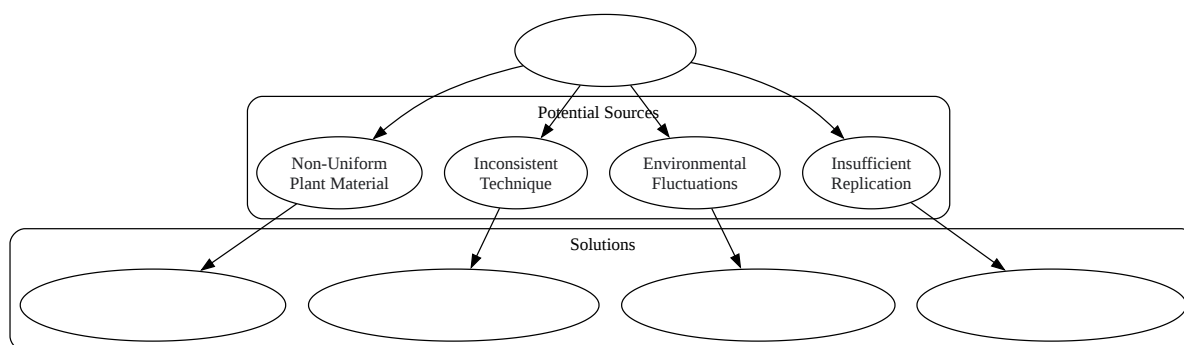 Potential Sources
Non-Uniform
Plant Material
Inconsistent
Technique
Environmental
Fluctuations
Insufficient
Replication
Solutions